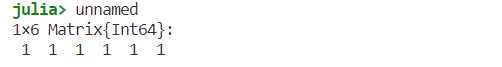 julia> unnamed
1×6 Matrix{Int64}:
 1  1  1  1  1  1